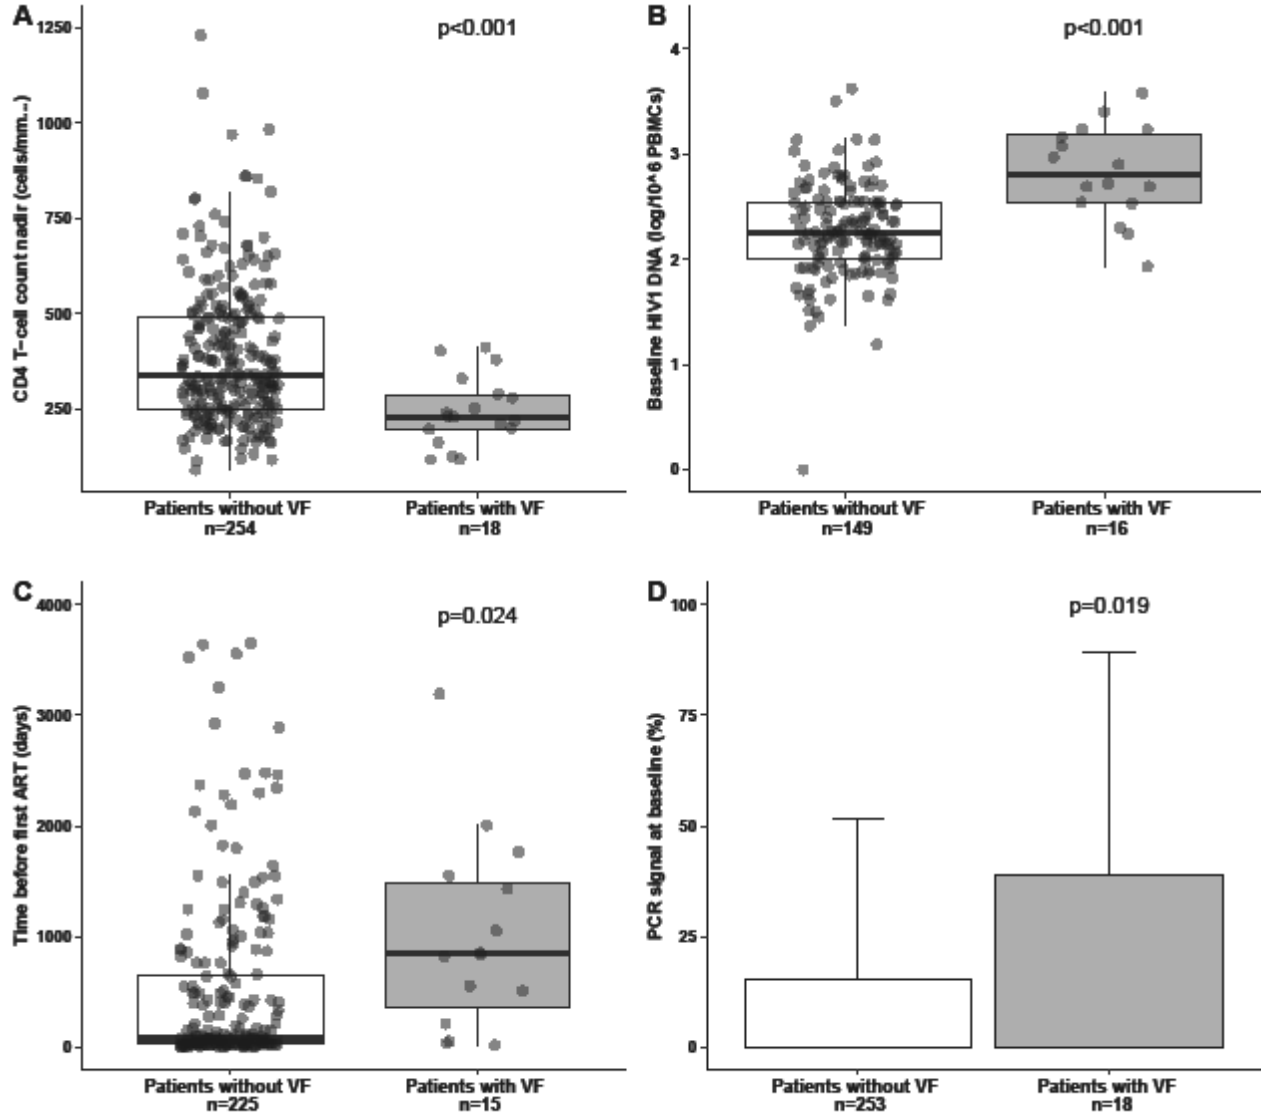 A
p<0.001
CD4 T-cell count nadir (cells/mm...)
1250
1000
750
500
250
Patients without VF
n=254
Patients with VF
n=18
B
p<0.001
Baseline HIV1 DNA (log/10^6 PBMCs)
4
3
2
1
0
Patients without VF
n=149
Patients with VF
n=16
C
p=0.024
Time before first ART (days)
4000
3000
2000
1000
0
Patients without VF
n=225
Patients with VF
n=15
D
p=0.019
PCR signal at baseline (%)
100
75
50
25
0
Patients without VF
n=253
Patients with VF
n=18